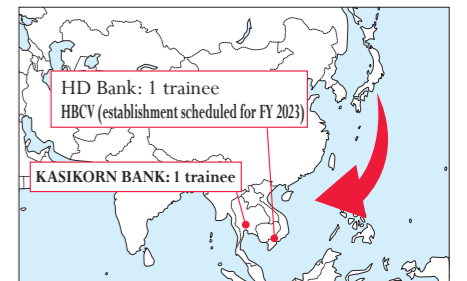 HD Bank: 1 trainee
HBCV (establishment scheduled for FY 2023)
KASIKORN BANK: 1 trainee